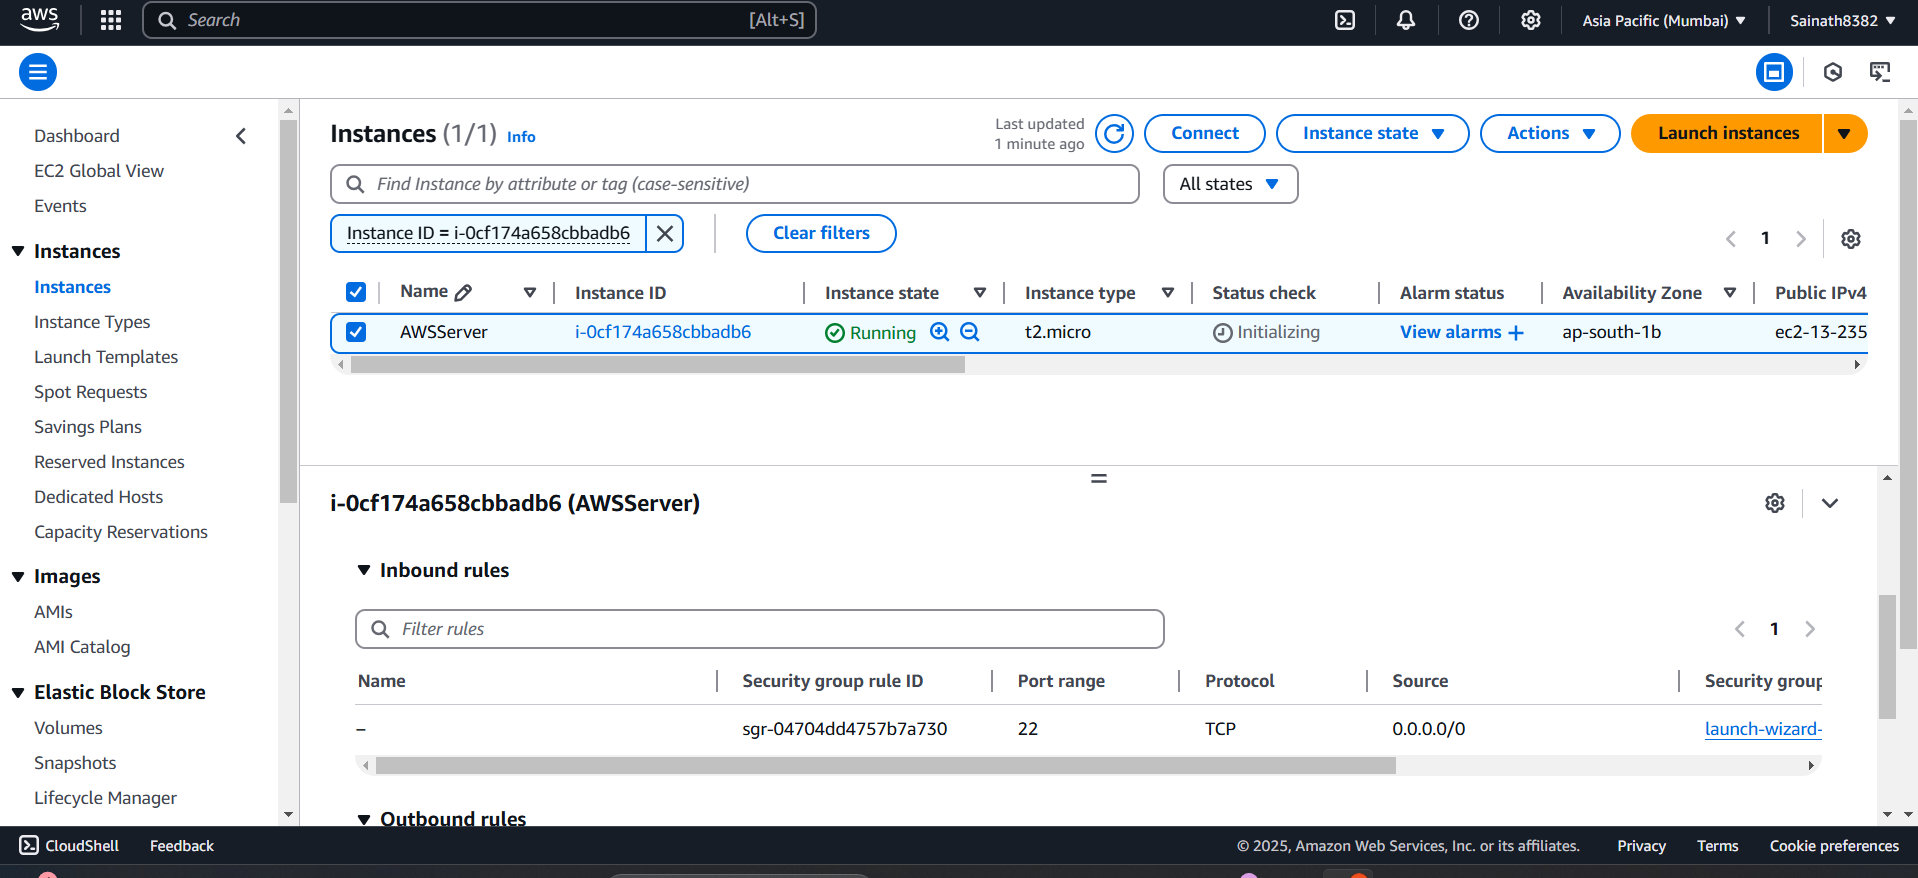 aws
Search
[Alt+S]
Asia Pacific (Mumbai)
Sainath8382
Dashboard
EC2 Global View
Events
Instances
Instances
Instance Types
Launch Templates
Spot Requests
Savings Plans
Reserved Instances
Dedicated Hosts
Capacity Reservations
Images
AMIs
AMI Catalog
Elastic Block Store
Volumes
Snapshots
Lifecycle Manager
Instances (1/1) Info
Last updated
1 minute ago
Connect
Instance state
Actions
Launch instances
Find Instance by attribute or tag (case-sensitive)
All states
Instance ID = i-0cf174a658cbbadb6
Clear filters
1
Name Instance ID Instance state Instance type Status check Alarm status Availability Zone Public IPv4
AWSServer i-0cf174a658cbbadb6 Running t2.micro Initializing View alarms + ap-south-1b ec2-13-235
i-0cf174a658cbbadb6 (AWSServer)
Inbound rules
Filter rules
1
Name Security group rule ID Port range Protocol Source Security group
– sgr-04704dd4757b7a730 22 TCP 0.0.0.0/0 launch-wizard-
Outbound rules
CloudShell Feedback © 2025, Amazon Web Services, Inc. or its affiliates. Privacy Terms Cookie preferences